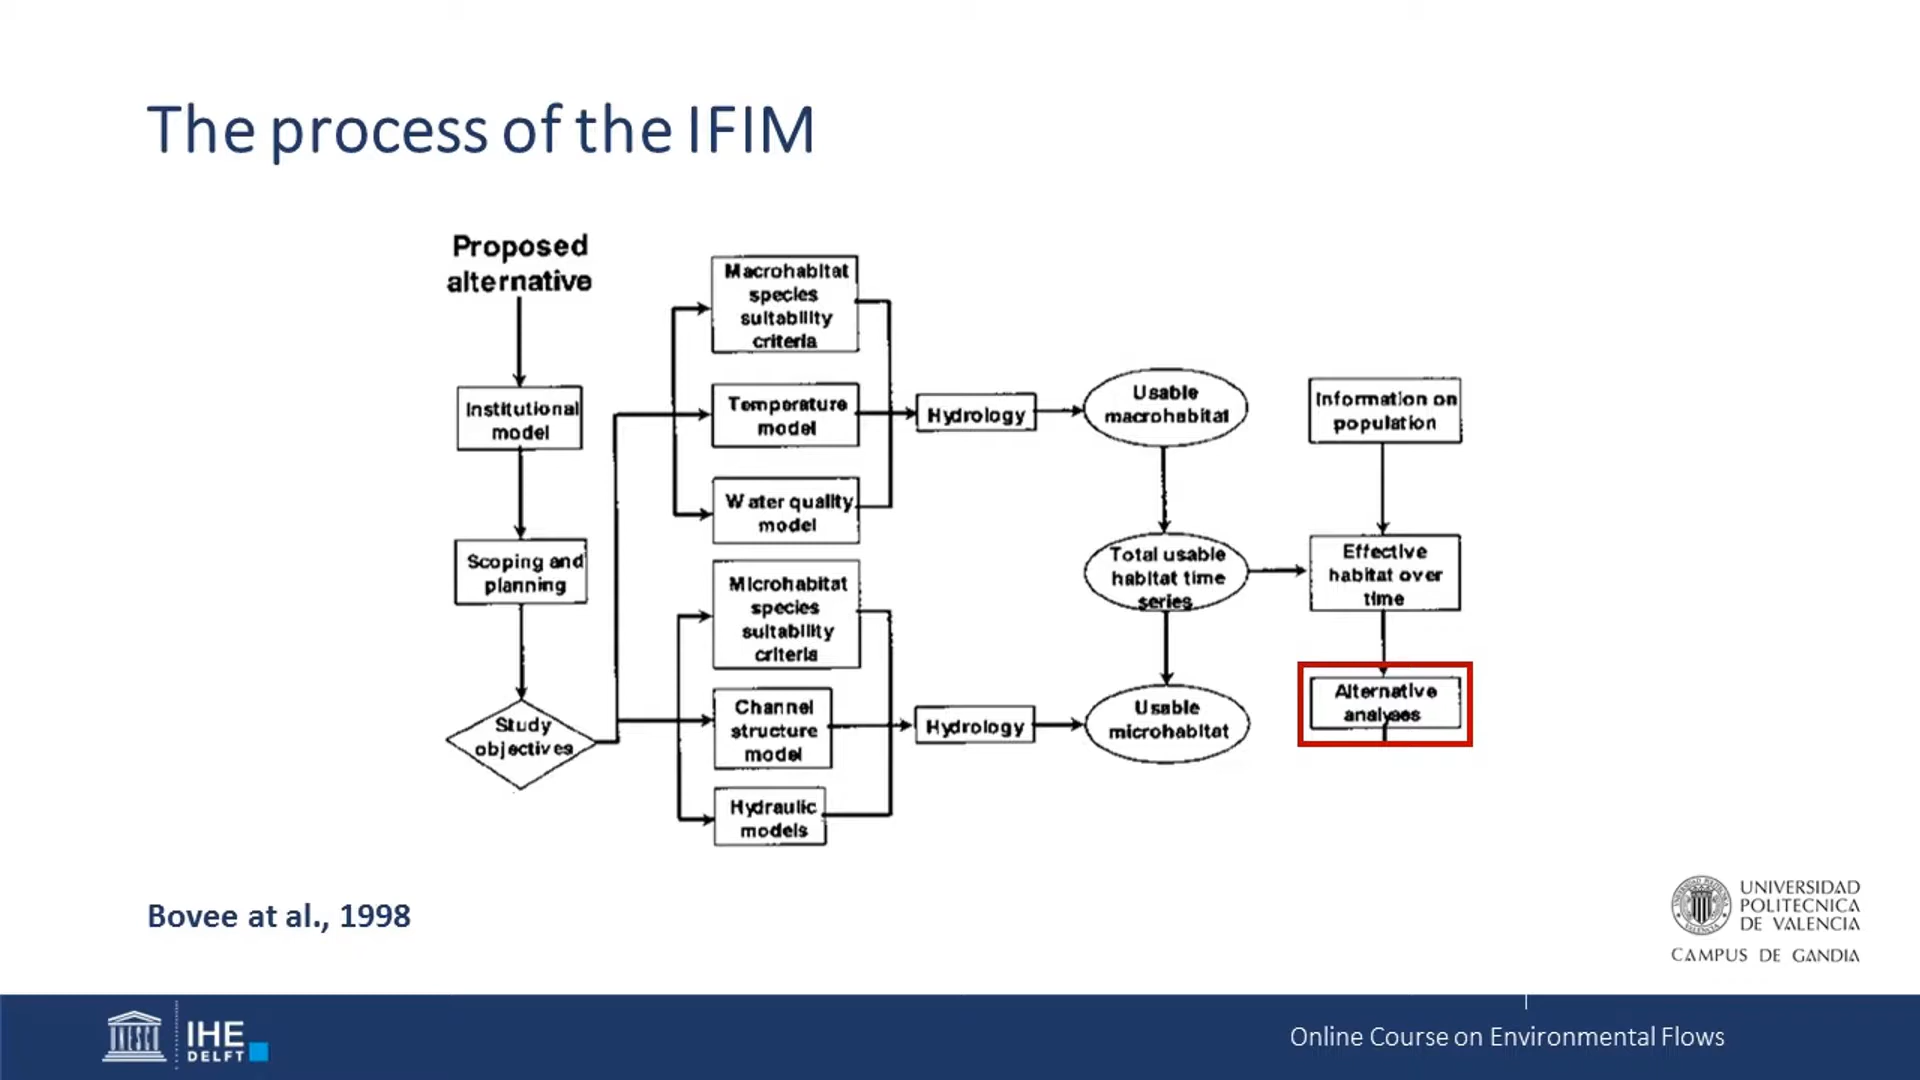 The process of the IFIM
Proposed
alternative
Institutional
model
Scoping and
planning
Study
objectives
Macrohabitat
species
suitability
criteria
Temperature
model
Water quality
model
Microhabitat
species
suitability
criteria
Channel
structure
model
Hydraulic
models
Hydrology
Hydrology
Usable
macrohabitat
Total usable
habitat time
series
Usable
microhabitat
Information on
population
Effective
habitat over
time
Alternative
analyses
Bovee at al., 1998
UNIVERSIDAD
POLITECNICA
DE VALENCIA
CAMPUS DE GANDIA
UNESCO
IHE
DELFT
Online Course on Environmental Flows